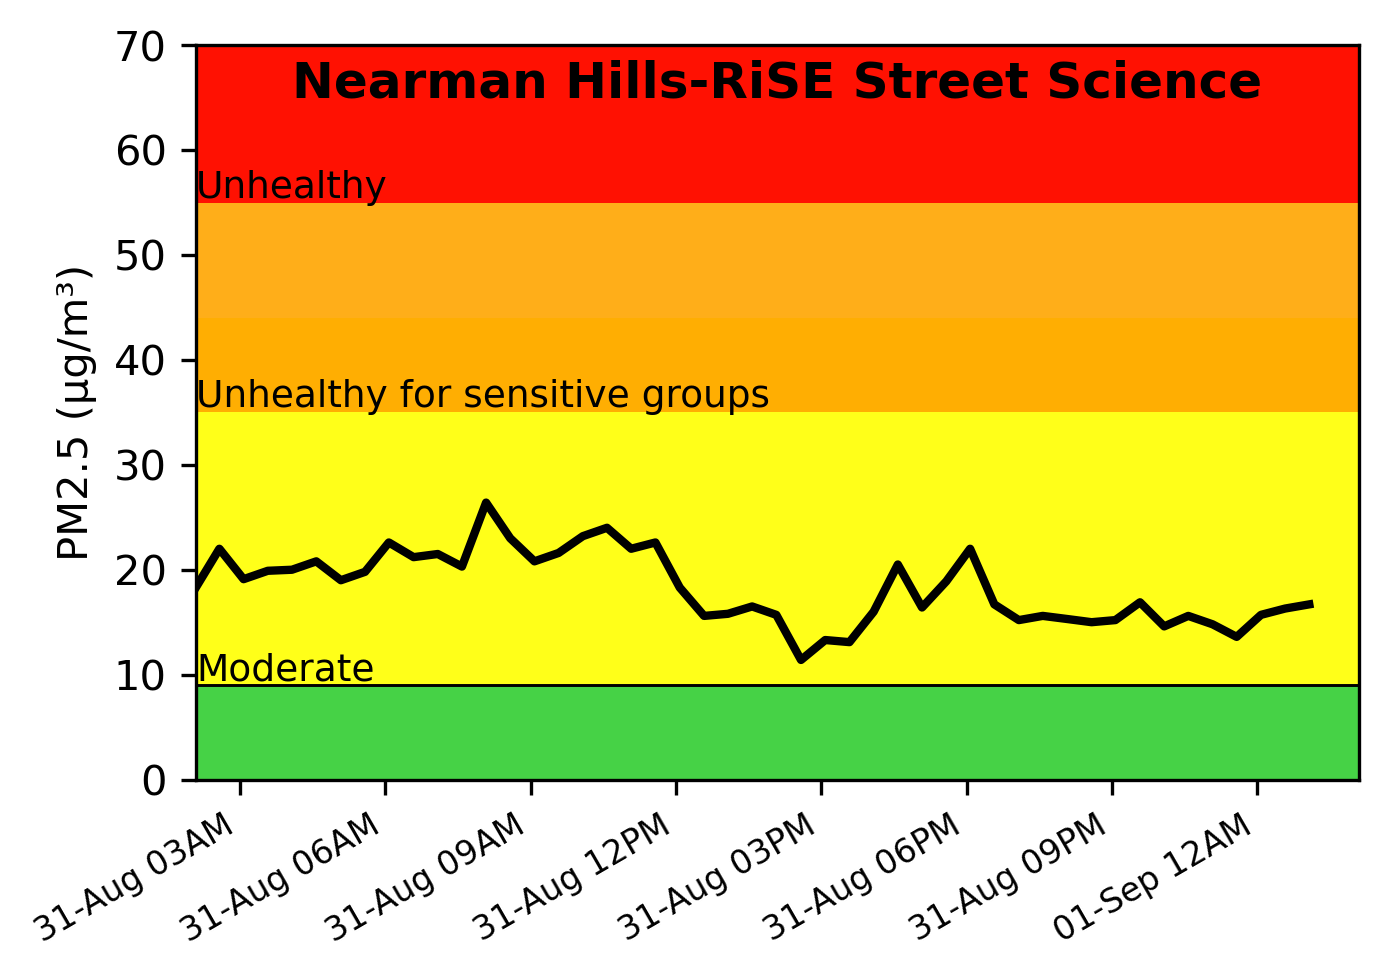 Nearman Hills-RiSE Street Science
70
60
50
40
30
20
10
0
PM2.5 (μg/m³)
Unhealthy
Unhealthy for sensitive groups
Moderate
31-Aug 03AM
31-Aug 06AM
31-Aug 09AM
31-Aug 12PM
31-Aug 03PM
31-Aug 06PM
31-Aug 09PM
01-Sep 12AM